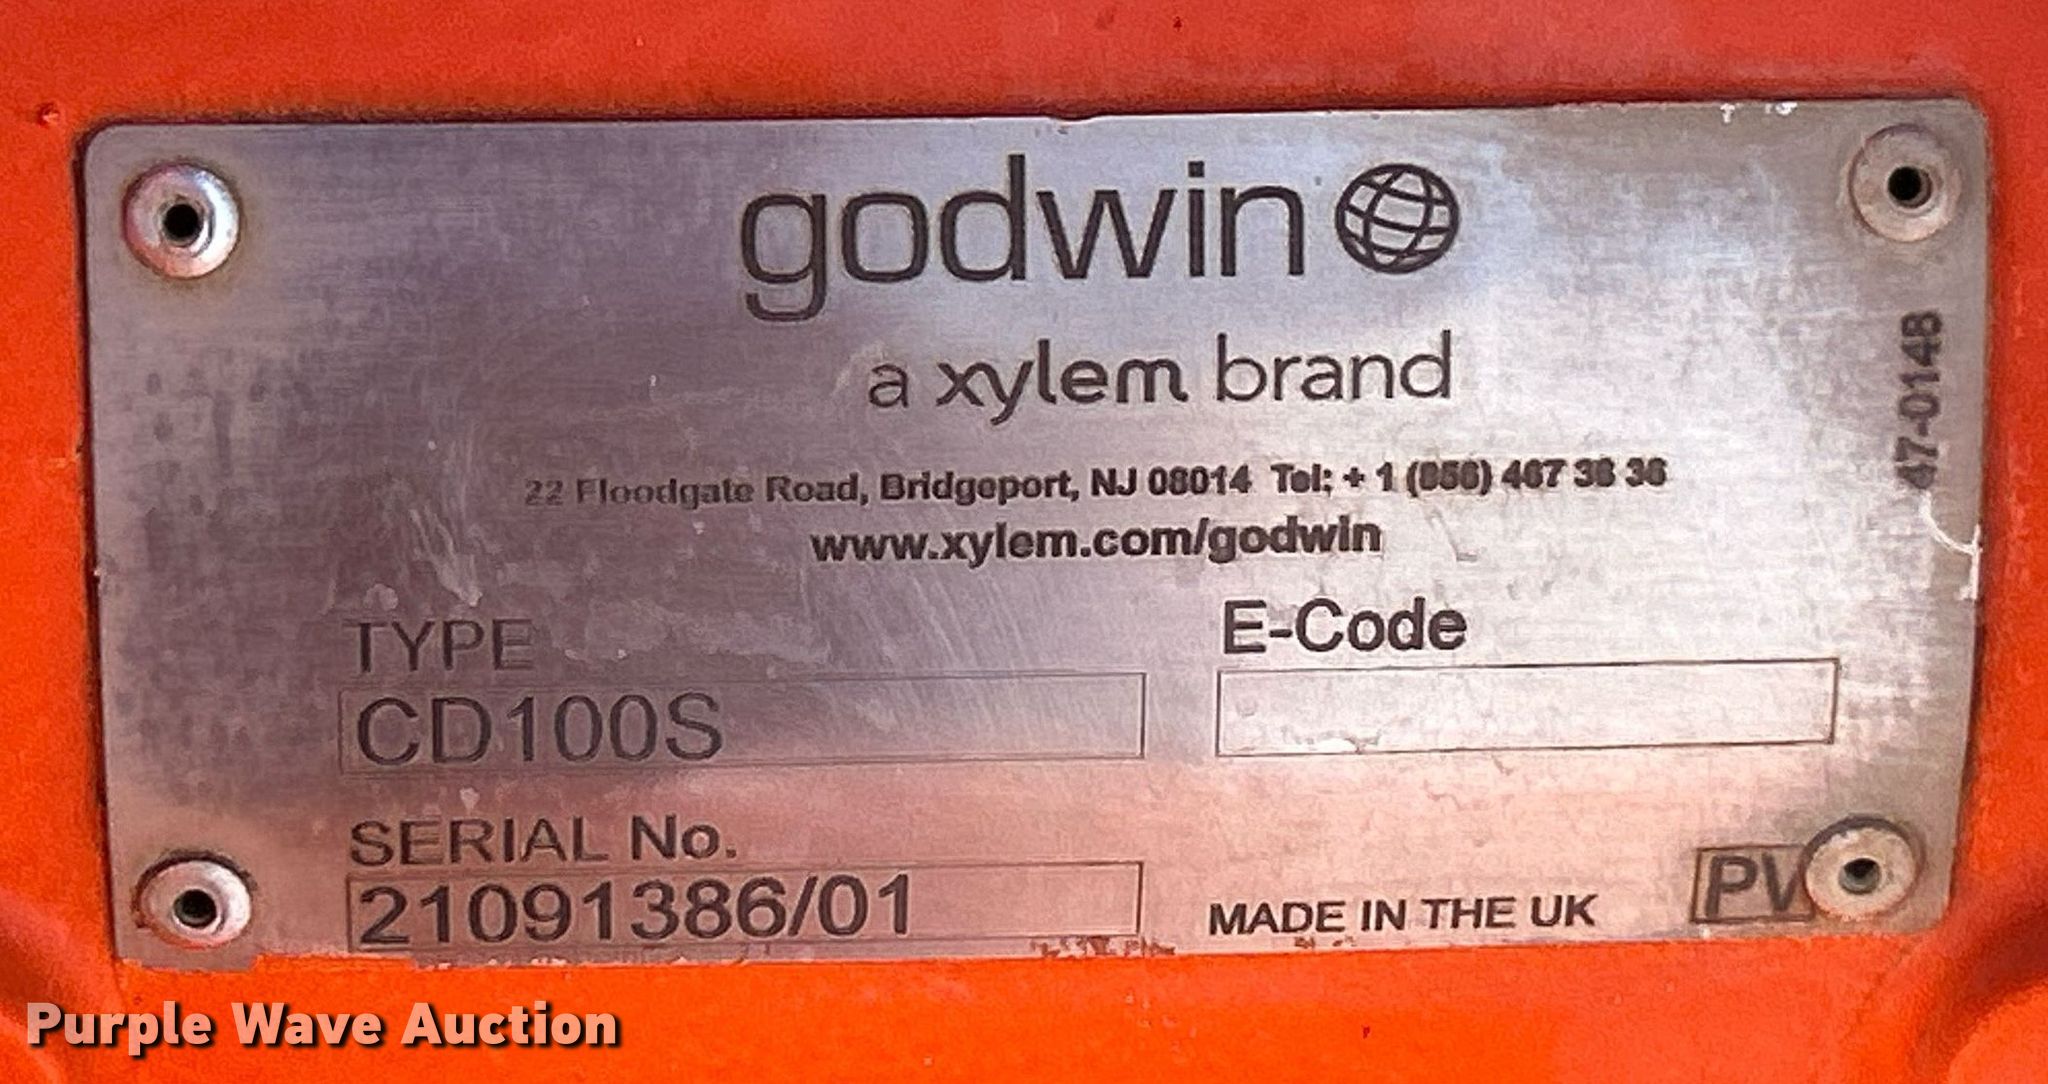 godwin
a xylem brand
22 Floodgate Road, Bridgeport, NJ 08014 Tel: + 1 (856) 467 36 36
www.xylem.com/godwin
TYPE
CD100S
E-Code
SERIAL No.
21091386/01
MADE IN THE UK
PV
47-014B
Purple Wave Auction